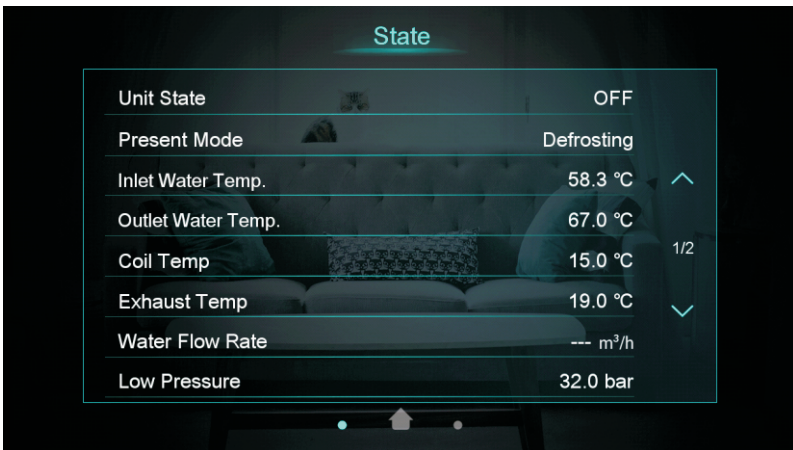 State
Unit State OFF
Present Mode Defrosting
Inlet Water Temp. 58.3 ℃
Outlet Water Temp. 67.0 ℃
Coil Temp 15.0 ℃
1/2
Exhaust Temp 19.0 ℃
Water Flow Rate --- m³/h
Low Pressure 32.0 bar